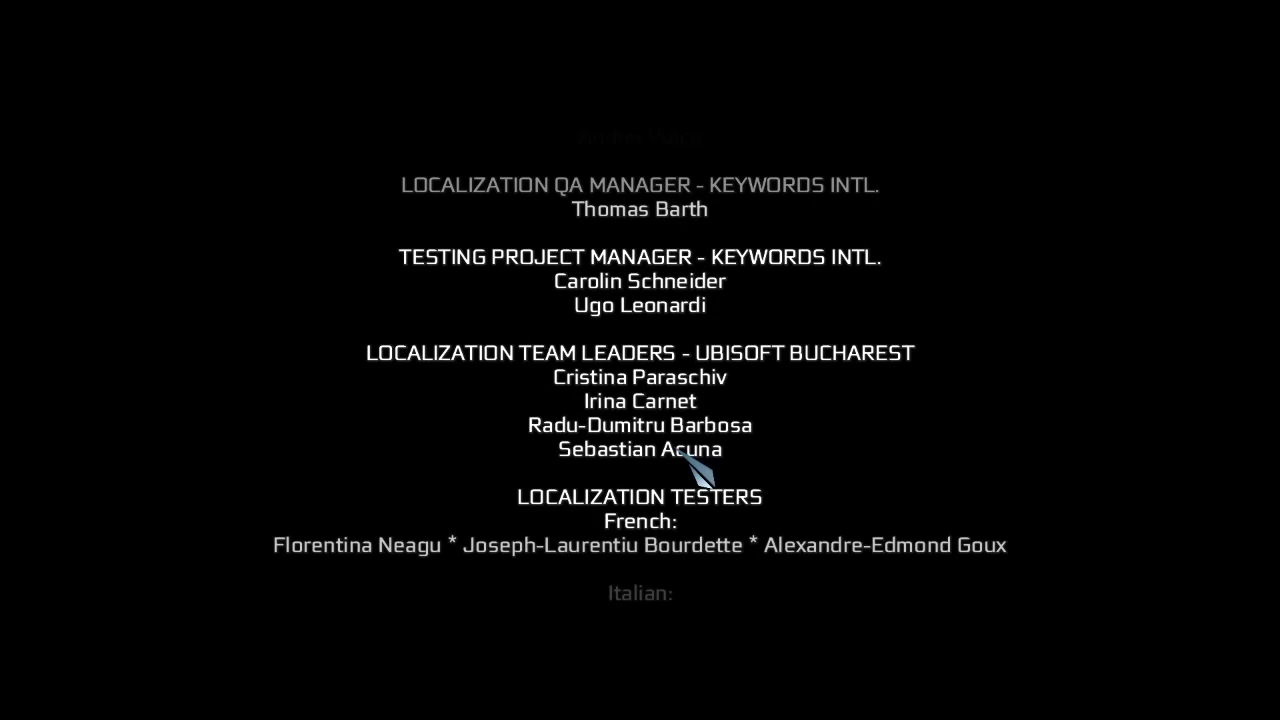 LOCALIZATION QA MANAGER - KEYWORDS INTL.
Thomas Barth
TESTING PROJECT MANAGER - KEYWORDS INTL.
Carolin Schneider
Ugo Leonardi
LOCALIZATION TEAM LEADERS - UBISOFT BUCHAREST
Cristina Paraschiv
Irina Carnet
Radu-Dumitru Barbosa
Sebastian Acuna
LOCALIZATION TESTERS
French:
Florentina Neagu * Joseph-Laurentiu Bourdette * Alexandre-Edmond Goux
Italian: